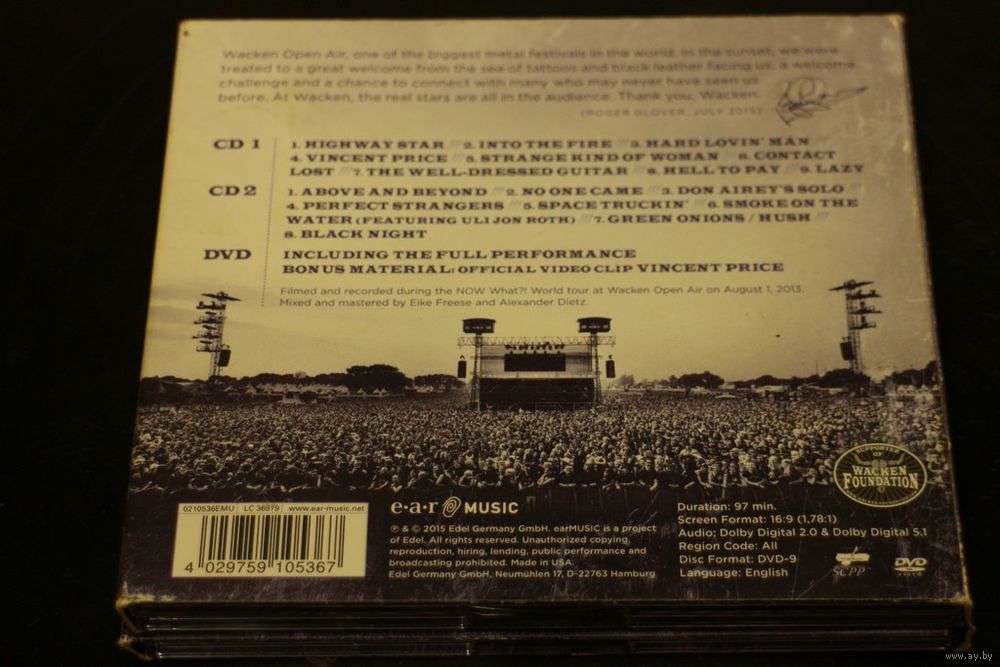 Wacken Open Air, one of the biggest metal festivals in the world. In the sunset, we were
treated to a great welcome from the sea of tattoos and black leather facing us, a welcome
challenge and a chance to connect with many who may never have seen us
before. At Wacken, the real stars are all in the audience. Thank you, Wacken.
(ROGER GLOVER, JULY 2015)
CD 1 1. HIGHWAY STAR /// 2. INTO THE FIRE /// 3. HARD LOVIN' MAN
4. VINCENT PRICE /// 5. STRANGE KIND OF WOMAN /// 6. CONTACT
LOST /// 7. THE WELL-DRESSED GUITAR /// 8. HELL TO PAY /// 9. LAZY
CD 2 1. ABOVE AND BEYOND /// 2. NO ONE CAME /// 3. DON AIREY'S SOLO ///
4. PERFECT STRANGERS /// 5. SPACE TRUCKIN' /// 6. SMOKE ON THE
WATER (FEATURING ULI JON ROTH) /// 7. GREEN ONIONS / HUSH ///
8. BLACK NIGHT
DVD INCLUDING THE FULL PERFORMANCE
BONUS MATERIAL: OFFICIAL VIDEO CLIP VINCENT PRICE
Filmed and recorded during the NOW What?! World tour at Wacken Open Air on August 1, 2013.
Mixed and mastered by Eike Freese and Alexander Dietz.
SUPPORTER OF
WACKEN
FOUNDATION
0210536EMU LC 36979 www.ear-music.net
4 029759 105367
e·a·r MUSIC
℗ & © 2015 Edel Germany GmbH. earMUSIC is a project
of Edel. All rights reserved. Unauthorized copying,
reproduction, hiring, lending, public performance and
broadcasting prohibited. Made in USA.
Edel Germany GmbH, Neumühlen 17, D-22763 Hamburg
Duration: 97 min.
Screen Format: 16:9 (1,78:1)
Audio: Dolby Digital 2.0 & Dolby Digital 5.1
Region Code: All
Disc Format: DVD-9
Language: English
SCPP
DVD
VIDEO
www.ay.by